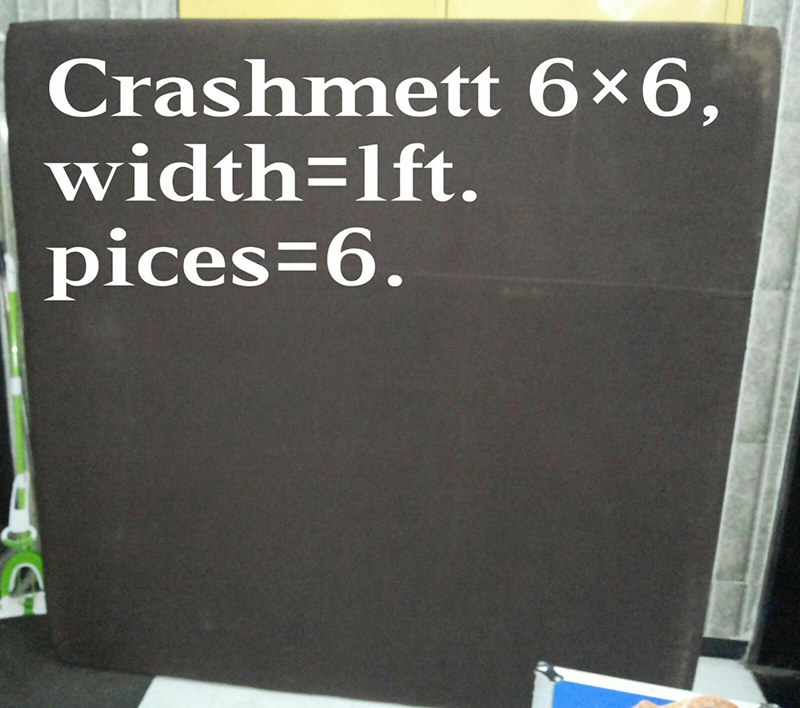 Crashmett 6×6,
width=1ft.
pices=6.